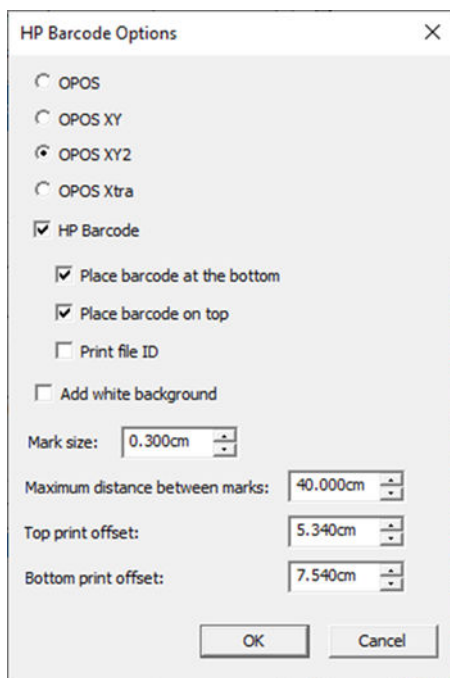 HP Barcode Options
OPOS
OPOS XY
OPOS XY2
OPOS Xtra
HP Barcode
Place barcode at the bottom
Place barcode on top
Print file ID
Add white background
Mark size: 0.300cm
Maximum distance between marks: 40.000cm
Top print offset: 5.340cm
Bottom print offset: 7.540cm
OK Cancel